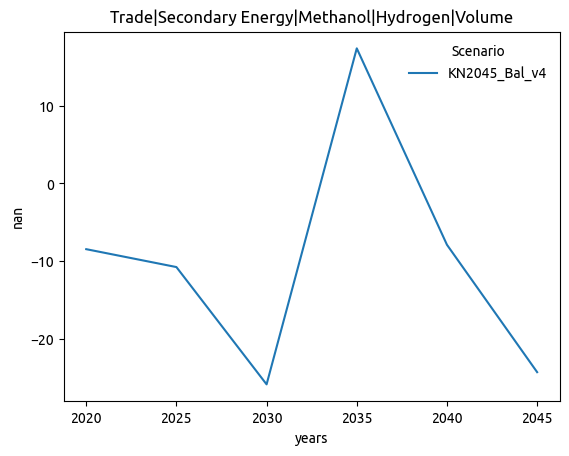 Trade|Secondary Energy|Methanol|Hydrogen|Volume
Scenario
KN2045_Bal_v4
10
0
−10
−20
nan
2020 2025 2030 2035 2040 2045
years